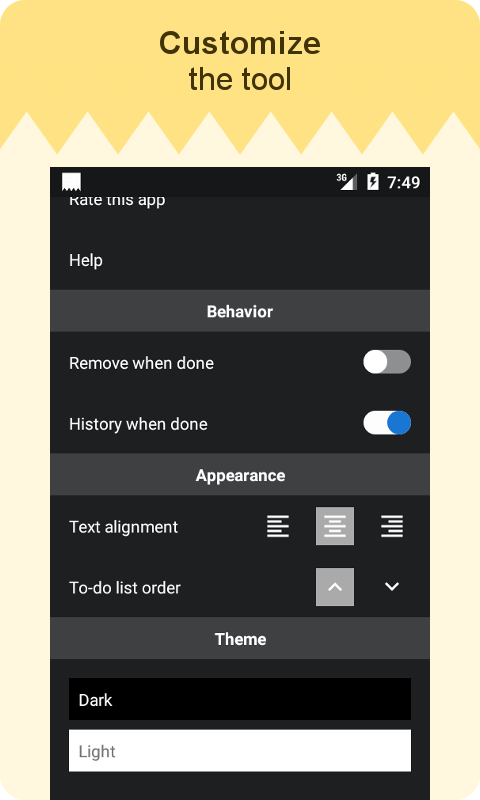 Customize
the tool
3G 7:49
Rate this app
Help
Behavior
Remove when done
History when done
Appearance
Text alignment
To-do list order
Theme
Dark
Light